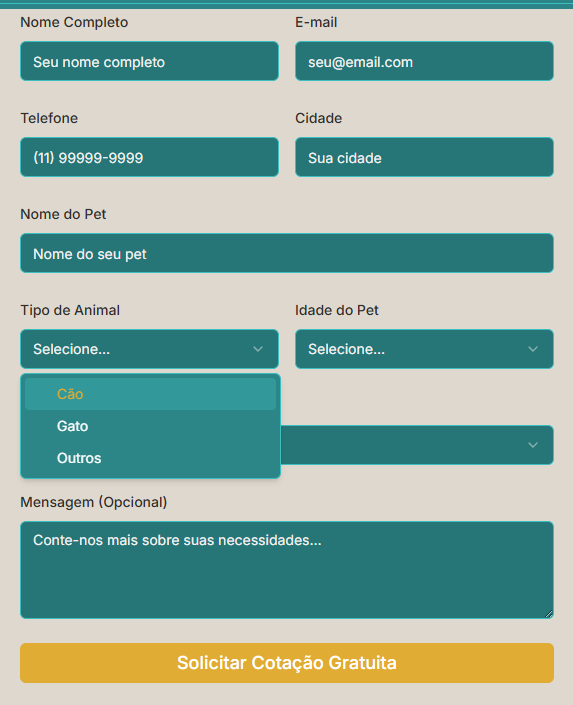 Nome Completo
E-mail
Seu nome completo
seu@email.com
Telefone
Cidade
(11) 99999-9999
Sua cidade
Nome do Pet
Nome do seu pet
Tipo de Animal
Idade do Pet
Selecione...
Selecione...
Cão
Gato
Outros
Mensagem (Opcional)
Conte-nos mais sobre suas necessidades...
Solicitar Cotação Gratuita